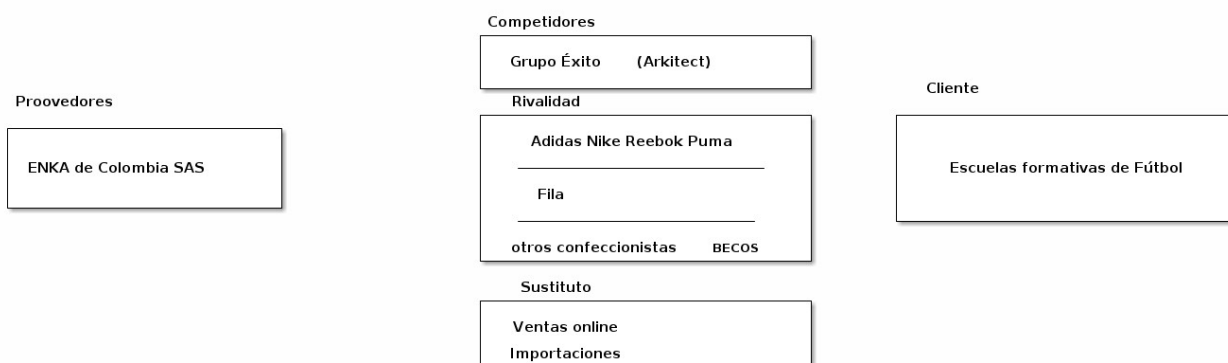 Competidores
Grupo Éxito (Arkitect)
Proovedores
ENKA de Colombia SAS
Rivalidad
Adidas Nike Reebok Puma
Fila
otros confeccionistas BECOS
Cliente
Escuelas formativas de Fútbol
Sustituto
Ventas online
Importaciones